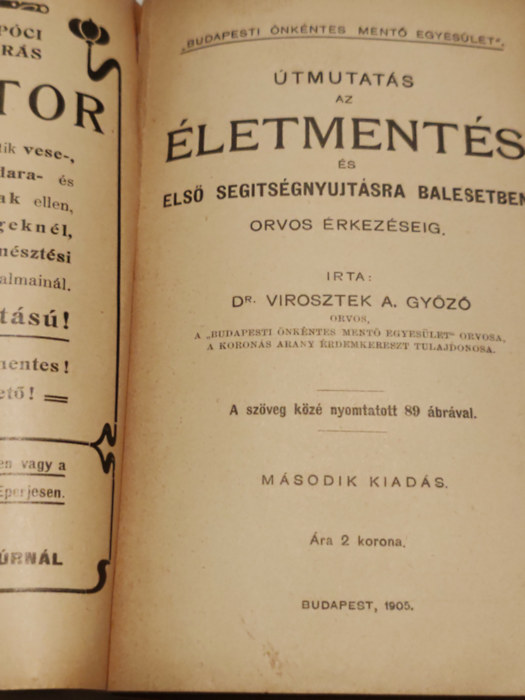 PÓCI
RÁS
TOR
tik vese-,
dara- és
ak ellen,
geknél,
nésztési
almainál.
tású!
mentes!
ető!
en vagy a
Eperjesen.
ÚRNÁL
„BUDAPESTI ÖNKÉNTES MENTŐ EGYESÜLET".
ÚTMUTATÁS
AZ
ÉLETMENTÉS
ÉS
ELSŐ SEGITSÉGNYUJTÁSRA BALESETBEN
ORVOS ÉRKEZÉSEIG.
IRTA:
DR. VIROSZTEK A. GYŐZŐ
ORVOS,
A „BUDAPESTI ÖNKÉNTES MENTŐ EGYESÜLET" ORVOSA,
A KORONÁS ARANY ÉRDEMKERESZT TULAJDONOSA.
A szöveg közé nyomtatott 89 ábrával.
MÁSODIK KIADÁS.
Ára 2 korona.
BUDAPEST, 1905.